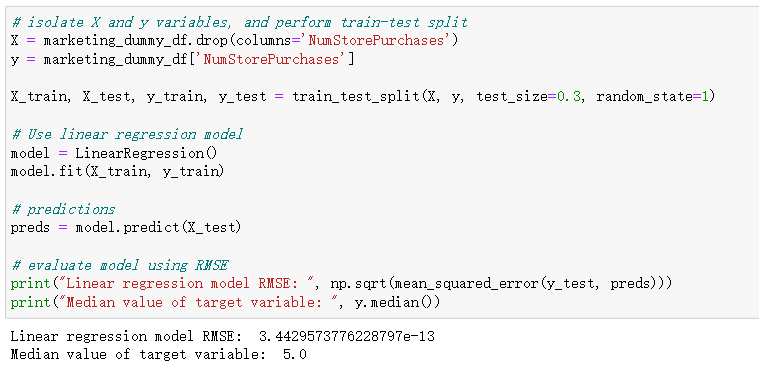 # isolate X and y variables, and perform train-test split
X = marketing_dummy_df.drop(columns='NumStorePurchases')
y = marketing_dummy_df['NumStorePurchases']
X_train, X_test, y_train, y_test = train_test_split(X, y, test_size=0.3, random_state=1)
# Use linear regression model
model = LinearRegression()
model.fit(X_train, y_train)
# predictions
preds = model.predict(X_test)
# evaluate model using RMSE
print("Linear regression model RMSE: ", np.sqrt(mean_squared_error(y_test, preds)))
print("Median value of target variable: ", y.median())
Linear regression model RMSE:  3.4429573776228797e-13
Median value of target variable:  5.0